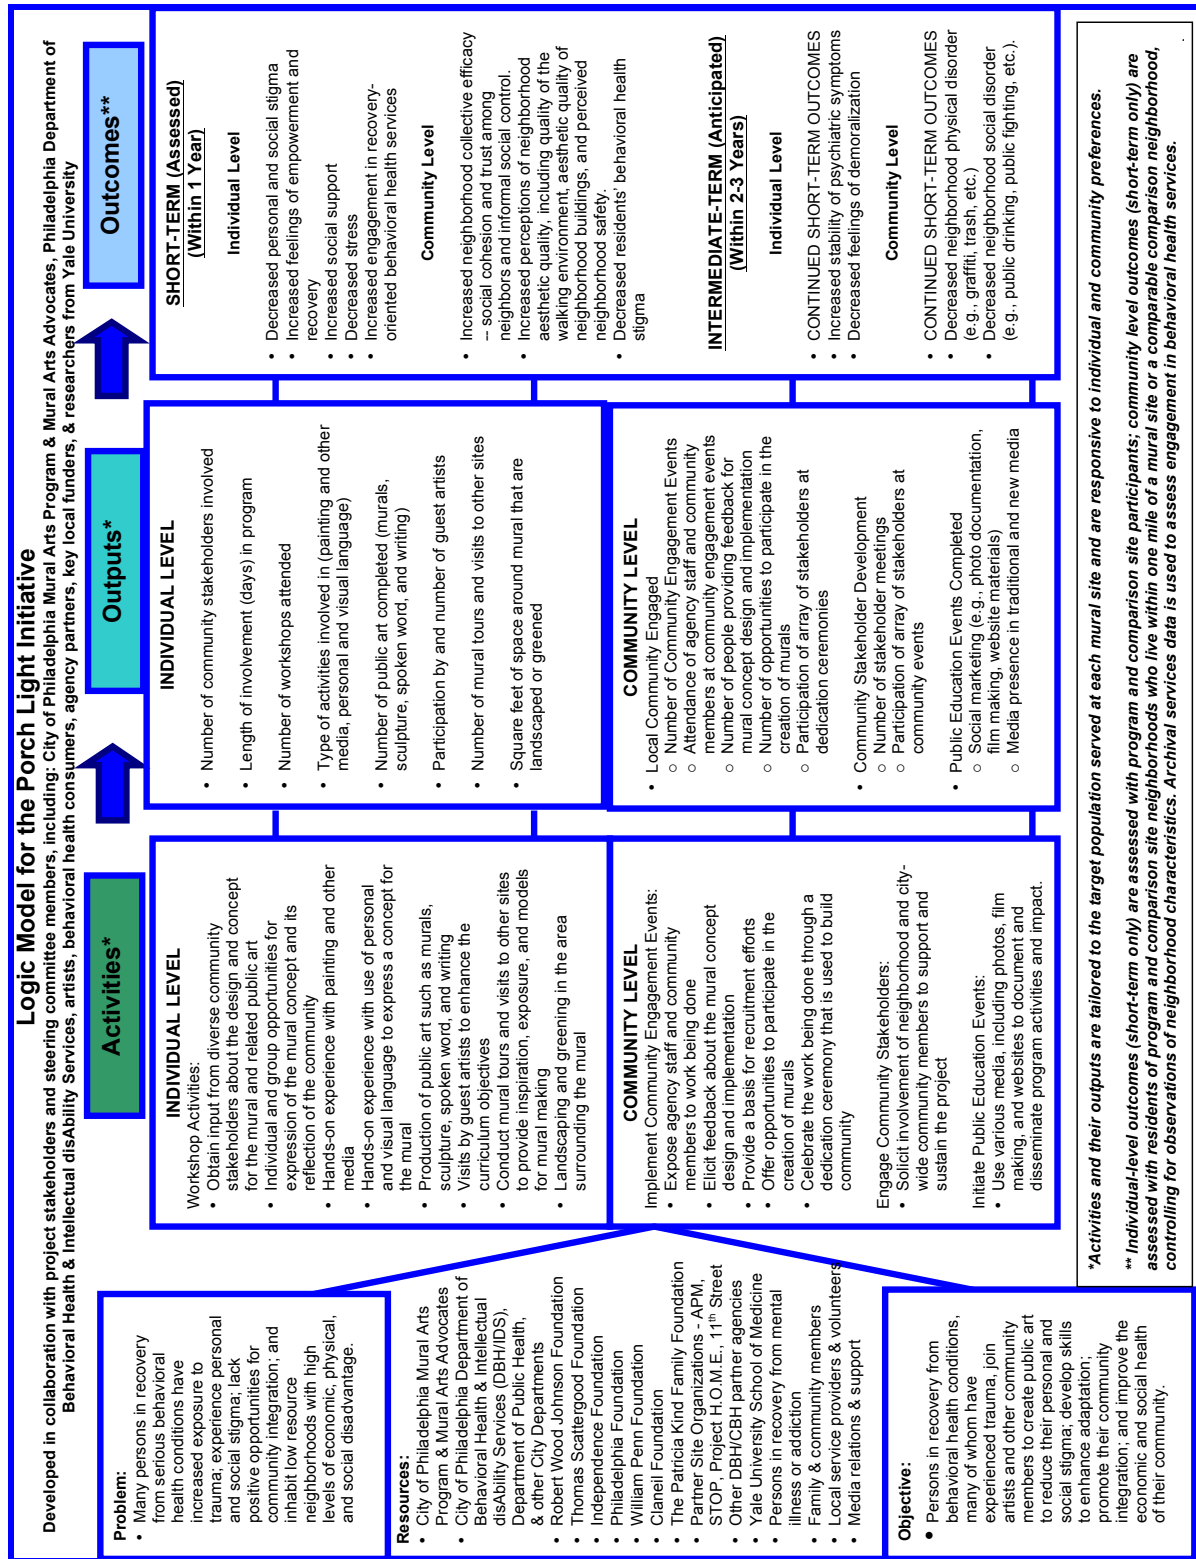 Logic Model for the Porch Light Initiative
Developed in collaboration with project stakeholders and steering committee members, including: City of Philadelphia Mural Arts Program & Mural Arts Advocates, Philadelphia Department of
Behavioral Health & Intellectual disAbility Services, artists, behavioral health consumers, agency partners, key local funders, & researchers from Yale University
Problem:
• Many persons in recovery
from serious behavioral
health conditions have
increased exposure to
trauma; experience personal
and social stigma; lack
positive opportunities for
community integration; and
inhabit low resource
neighborhoods with high
levels of economic, physical,
and social disadvantage.
Resources:
• City of Philadelphia Mural Arts
Program & Mural Arts Advocates
• City of Philadelphia Department of
Behavioral Health & Intellectual
disAbility Services (DBH/IDS),
Department of Public Health,
& other City Departments
• Robert Wood Johnson Foundation
• Thomas Scattergood Foundation
• Independence Foundation
• Philadelphia Foundation
• William Penn Foundation
• Claneil Foundation
• The Patricia Kind Family Foundation
• Partner Site Organizations - APM,
STOP, Project H.O.M.E., 11th Street
• Other DBH/CBH partner agencies
• Yale University School of Medicine
• Persons in recovery from mental
illness or addiction
• Family & community members
• Local service providers & volunteers
• Media relations & support
Objective:
• Persons in recovery from
behavioral health conditions,
many of whom have
experienced trauma, join
artists and other community
members to create public art
to reduce their personal and
social stigma; develop skills
to enhance adaptation;
promote their community
integration; and improve the
economic and social health
of their community.
Activities*
INDIVIDUAL LEVEL
Workshop Activities:
• Obtain input from diverse community
stakeholders about the design and concept
for the mural and related public art
• Individual and group opportunities for
expression of the mural concept and its
reflection of the community
• Hands-on experience with painting and other
media
• Hands-on experience with use of personal
and visual language to express a concept for
the mural
• Production of public art such as murals,
sculpture, spoken word, and writing
• Visits by guest artists to enhance the
curriculum objectives
• Conduct mural tours and visits to other sites
to provide inspiration, exposure, and models
for mural making
• Landscaping and greening in the area
surrounding the mural
COMMUNITY LEVEL
Implement Community Engagement Events:
• Expose agency staff and community
members to work being done
• Elicit feedback about the mural concept
design and implementation
• Provide a basis for recruitment efforts
• Offer opportunities to participate in the
creation of murals
• Celebrate the work being done through a
dedication ceremony that is used to build
community
Engage Community Stakeholders:
• Solicit involvement of neighborhood and city-
wide community members to support and
sustain the project
Initiate Public Education Events:
• Use various media, including photos, film
making, and websites to document and
disseminate program activities and impact.
Outputs*
INDIVIDUAL LEVEL
• Number of community stakeholders involved
• Length of involvement (days) in program
• Number of workshops attended
• Type of activities involved in (painting and other
media, personal and visual language)
• Number of public art completed (murals,
sculpture, spoken word, and writing)
• Participation by and number of guest artists
• Number of mural tours and visits to other sites
• Square feet of space around mural that are
landscaped or greened
COMMUNITY LEVEL
• Local Community Engaged
○ Number of Community Engagement Events
○ Attendance of agency staff and community
members at community engagement events
○ Number of people providing feedback for
mural concept design and implementation
○ Number of opportunities to participate in the
creation of murals
○ Participation of array of stakeholders at
dedication ceremonies
• Community Stakeholder Development
○ Number of stakeholder meetings
○ Participation of array of stakeholders at
community events
• Public Education Events Completed
○ Social marketing (e.g., photo documentation,
film making, website materials)
○ Media presence in traditional and new media
Outcomes**
SHORT-TERM (Assessed)
(Within 1 Year)
Individual Level
• Decreased personal and social stigma
• Increased feelings of empowerment and
recovery
• Increased social support
• Decreased stress
• Increased engagement in recovery-
oriented behavioral health services
Community Level
• Increased neighborhood collective efficacy
-- social cohesion and trust among
neighbors and informal social control.
• Increased perceptions of neighborhood
aesthetic quality, including quality of the
walking environment, aesthetic quality of
neighborhood buildings, and perceived
neighborhood safety.
• Decreased residents' behavioral health
stigma
INTERMEDIATE-TERM (Anticipated)
(Within 2-3 Years)
Individual Level
• CONTINUED SHORT-TERM OUTCOMES
• Increased stability of psychiatric symptoms
• Decreased feelings of demoralization
Community Level
• CONTINUED SHORT-TERM OUTCOMES
• Decreased neighborhood physical disorder
(e.g., graffiti, trash, etc.)
• Decreased neighborhood social disorder
(e.g., public drinking, public fighting, etc.).
*Activities and their outputs are tailored to the target population served at each mural site and are responsive to individual and community preferences.
** Individual-level outcomes (short-term only) are assessed with program and comparison site participants; community level outcomes (short-term only) are
assessed with residents of program and comparison site neighborhoods who live within one mile of a mural site or a comparable comparison neighborhood,
controlling for observations of neighborhood characteristics. Archival services data is used to assess engagement in behavioral health services.